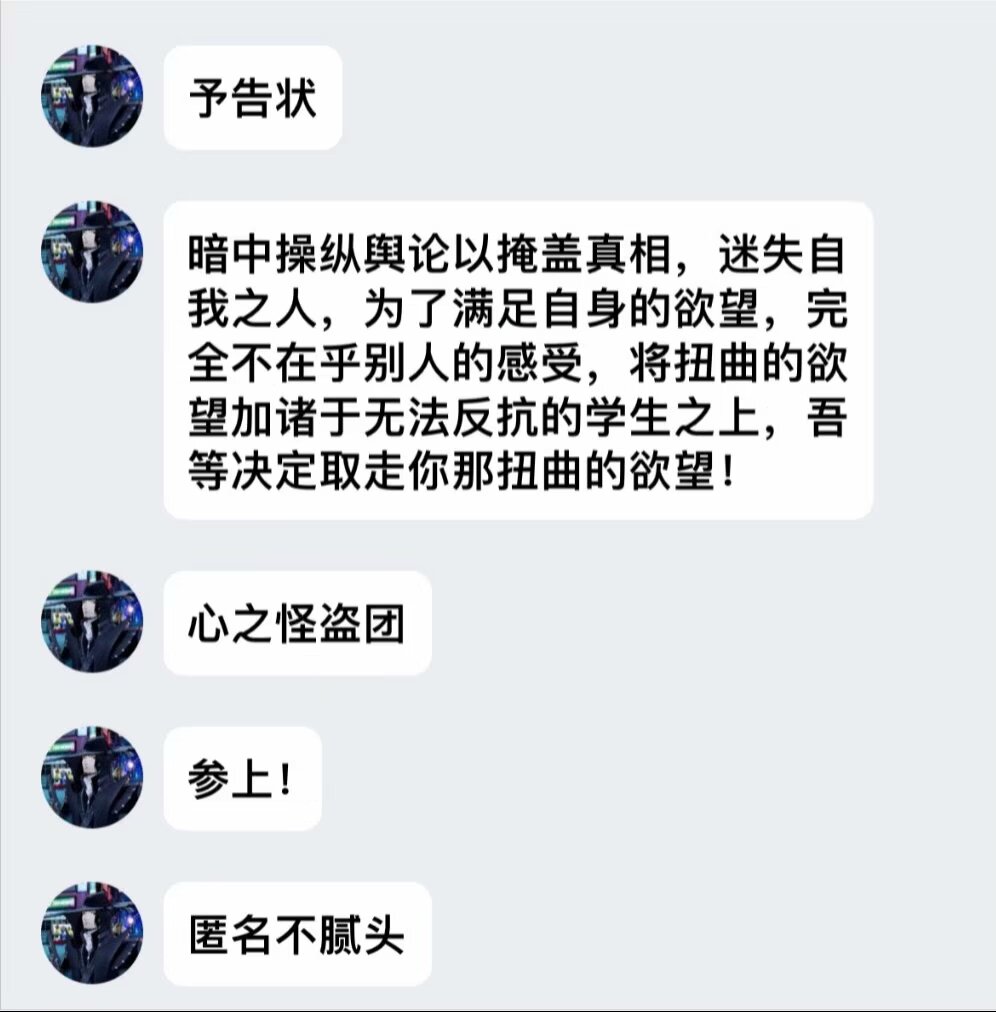 予告状
暗中操纵舆论以掩盖真相，迷失自
我之人，为了满足自身的欲望，完
全不在乎别人的感受，将扭曲的欲
望加诸于无法反抗的学生之上，吾
等决定取走你那扭曲的欲望！
心之怪盗团
参上！
匿名不腻头